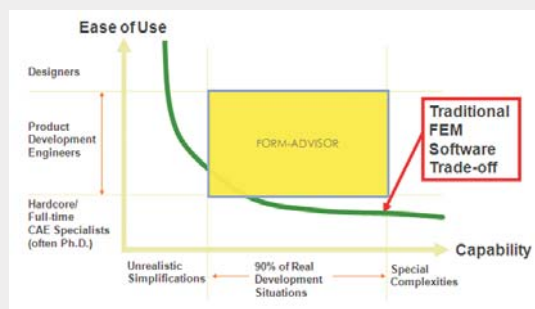 Ease of Use
Designers
Product
Development
Engineers
Hardcore/
Full-time
CAE Specialists
(often Ph.D.)
FORM-ADVISOR
Traditional
FEM
Software
Trade-off
Capability
Unrealistic
Simplifications
90% of Real
Development
Situations
Special
Complexities